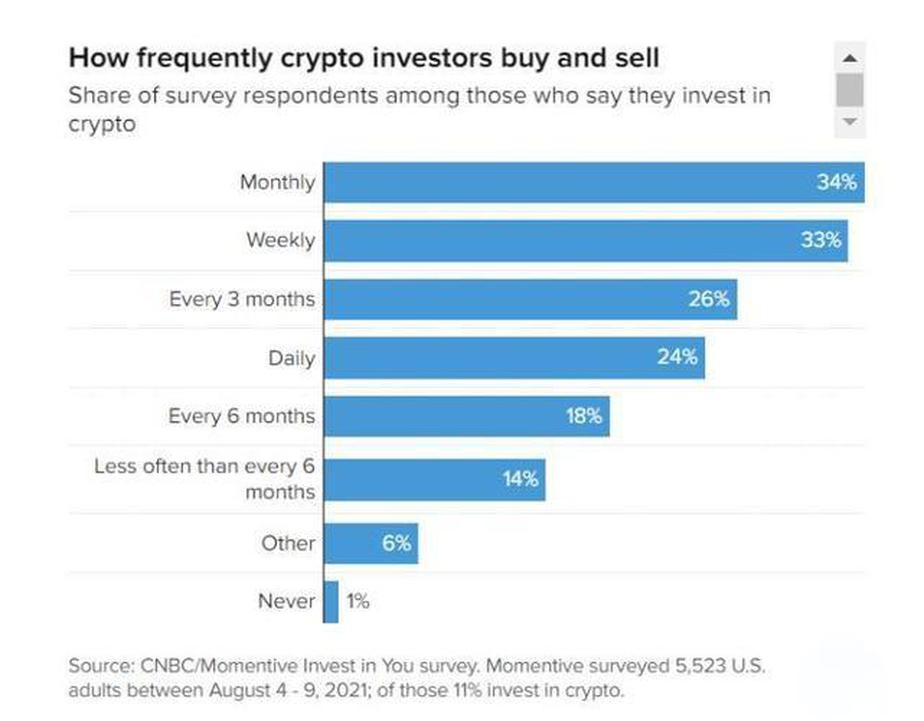 How frequently crypto investors buy and sell
Share of survey respondents among those who say they invest in
crypto
Monthly 34%
Weekly 33%
Every 3 months 26%
Daily 24%
Every 6 months 18%
Less often than every 6
months 14%
Other 6%
Never 1%
Source: CNBC/Momentive Invest in You survey. Momentive surveyed 5,523 U.S.
adults between August 4 - 9, 2021; of those 11% invest in crypto.